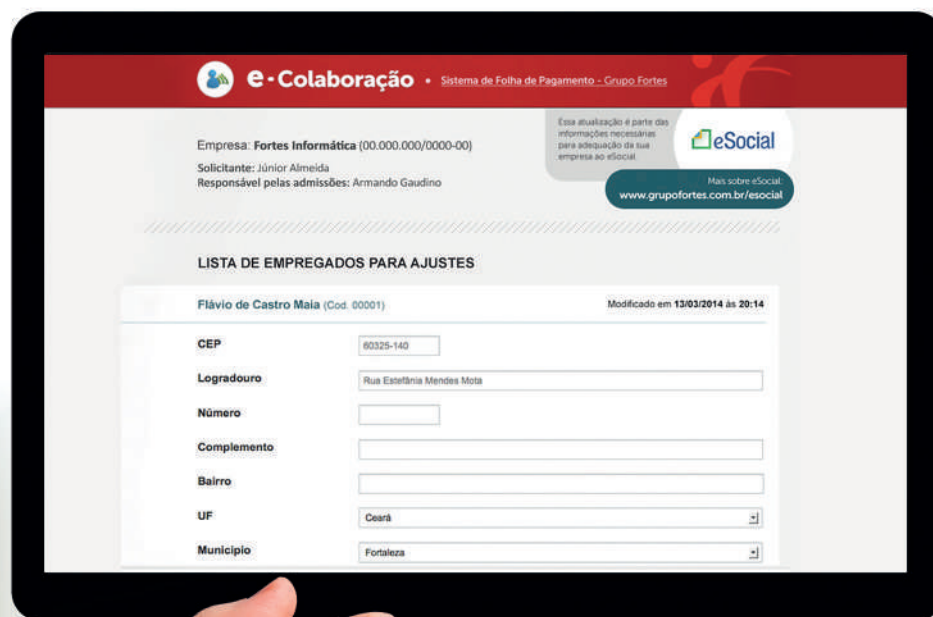 e-Colaboração • Sistema de Folha de Pagamento - Grupo Fortes
Empresa: Fortes Informática (00.000.000/0000-00)
Solicitante: Júnior Almeida
Responsável pelas admissões: Armando Gaudino
Essa atualização é parte das
informações necessárias
para adequação da sua
empresa ao eSocial.
eSocial
Mais sobre eSocial:
www.grupofortes.com.br/esocial
LISTA DE EMPREGADOS PARA AJUSTES
Flávio de Castro Maia (Cod. 00001) Modificado em 13/03/2014 às 20:14
CEP 60325-140
Logradouro Rua Estefânia Mendes Mota
Número
Complemento
Bairro
UF Ceará
Municipio Fortaleza